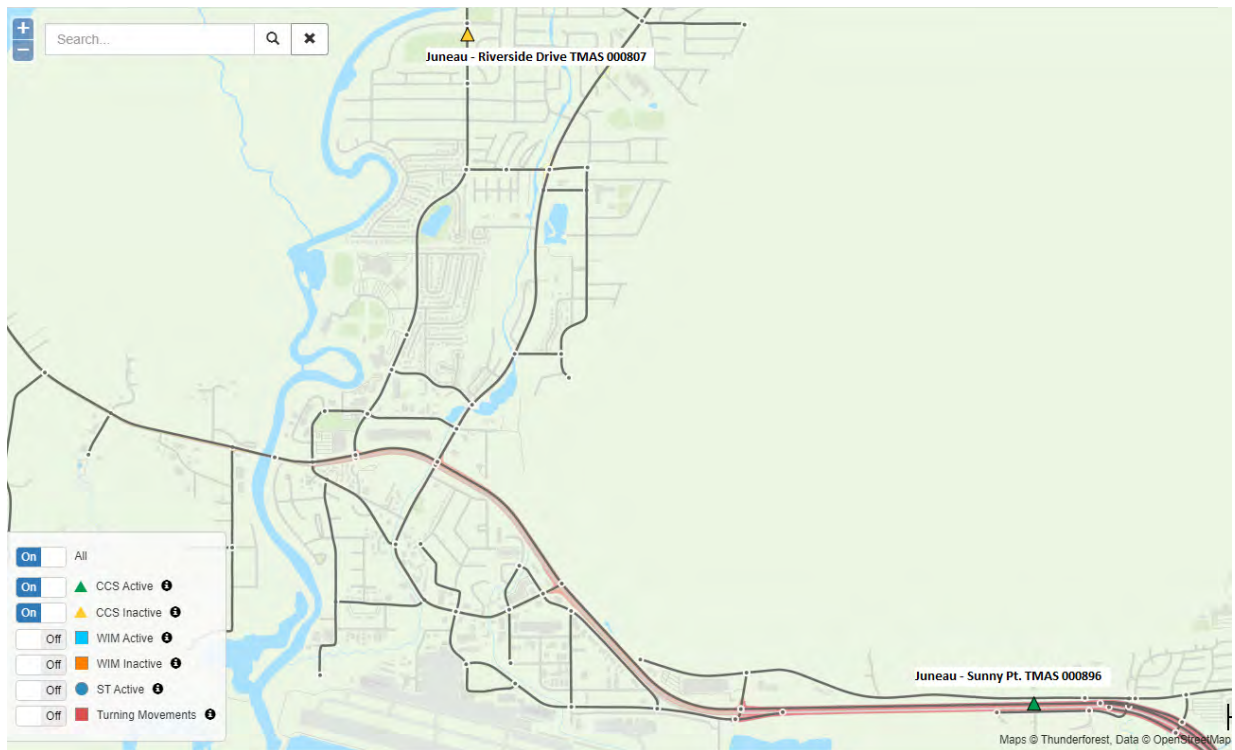 +
Search...
−
Juneau - Riverside Drive TMAS 000807
On All
On CCS Active
On CCS Inactive
Off WIM Active
Off WIM Inactive
Off ST Active
Off Turning Movements
Juneau - Sunny Pt. TMAS 000896
Maps © Thunderforest, Data © OpenStreetMap